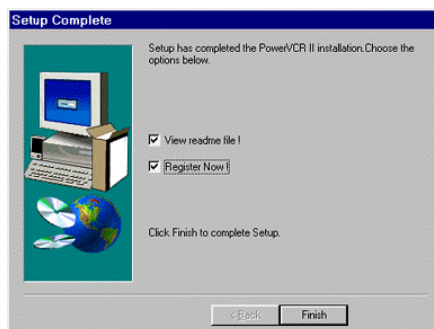 Setup Complete
Setup has completed the PowerVCR II installation.Choose the
options below.
View readme file !
Register Now !
Click Finish to complete Setup.
< Back
Finish